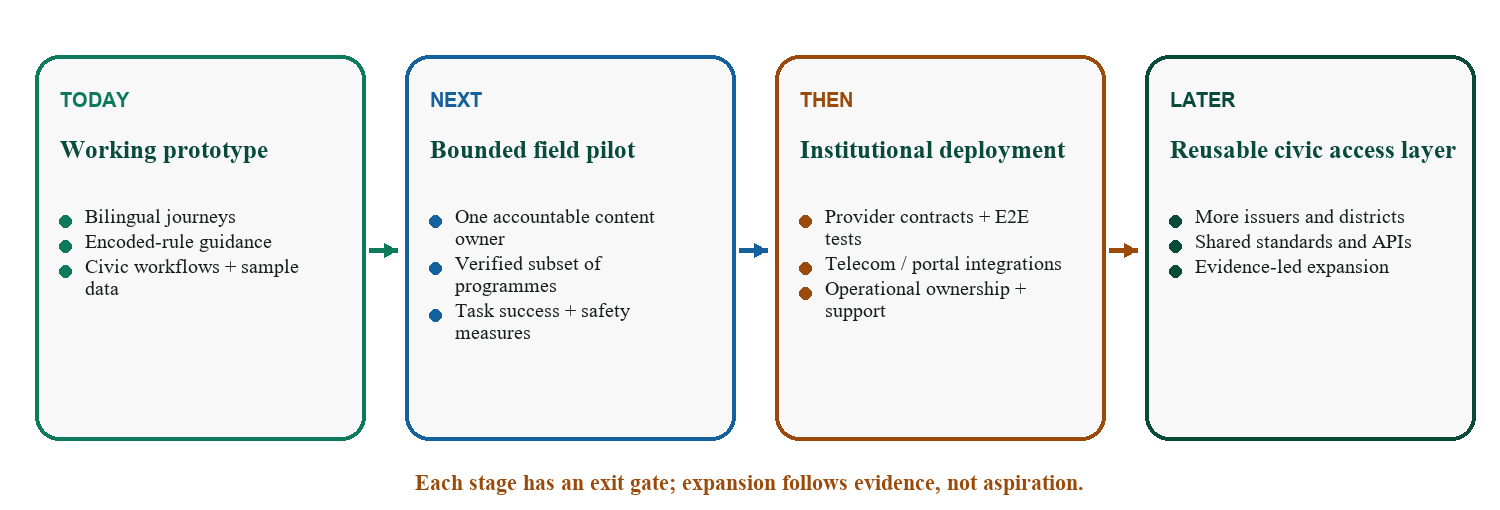 TODAY
Working prototype
Bilingual journeys
Encoded-rule guidance
Civic workflows + sample
data
NEXT
Bounded field pilot
One accountable content
owner
Verified subset of
programmes
Task success + safety
measures
THEN
Institutional deployment
Provider contracts + E2E
tests
Telecom / portal integrations
Operational ownership +
support
LATER
Reusable civic access layer
More issuers and districts
Shared standards and APIs
Evidence-led expansion
Each stage has an exit gate; expansion follows evidence, not aspiration.